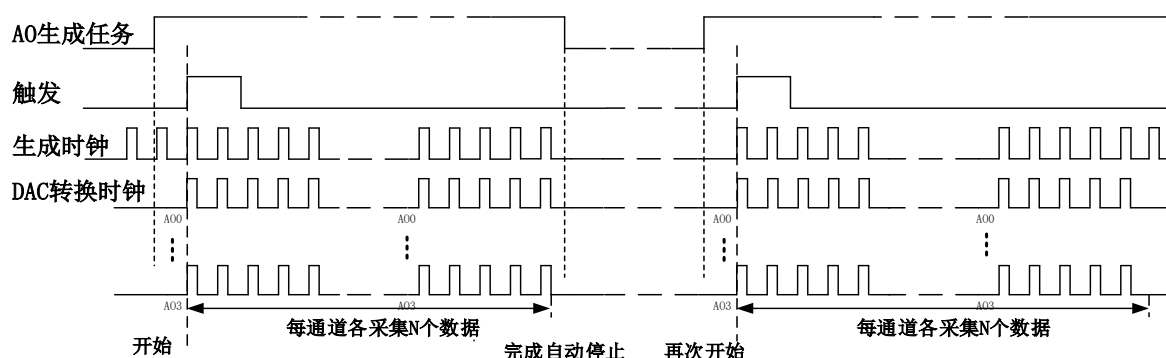 AO生成任务
触发
生成时钟
DAC转换时钟
AO0 AO0 AO0 AO0
AO3 AO3 AO3 AO3
每通道各采集N个数据 每通道各采集N个数据
开始 完成自动停止 再次开始